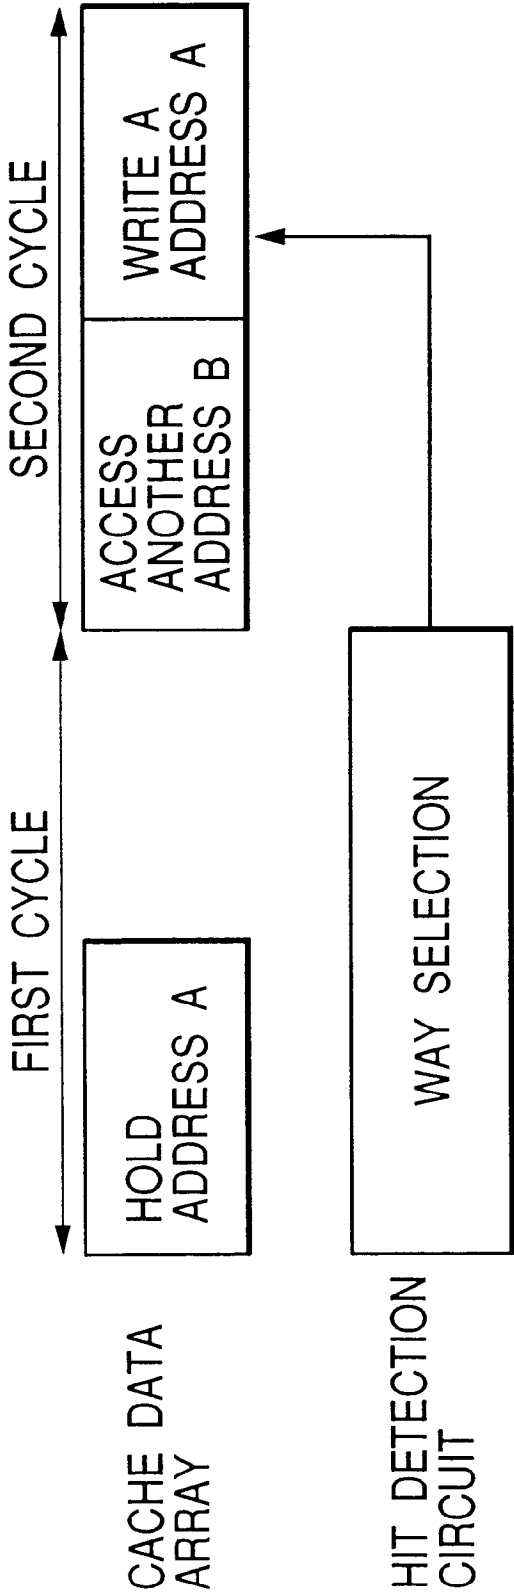 FIRST CYCLE
SECOND CYCLE
CACHE DATA
ARRAY
HOLD
ADDRESS A
ACCESS
ANOTHER
ADDRESS B
WRITE A
ADDRESS A
HIT DETECTION
CIRCUIT
WAY SELECTION